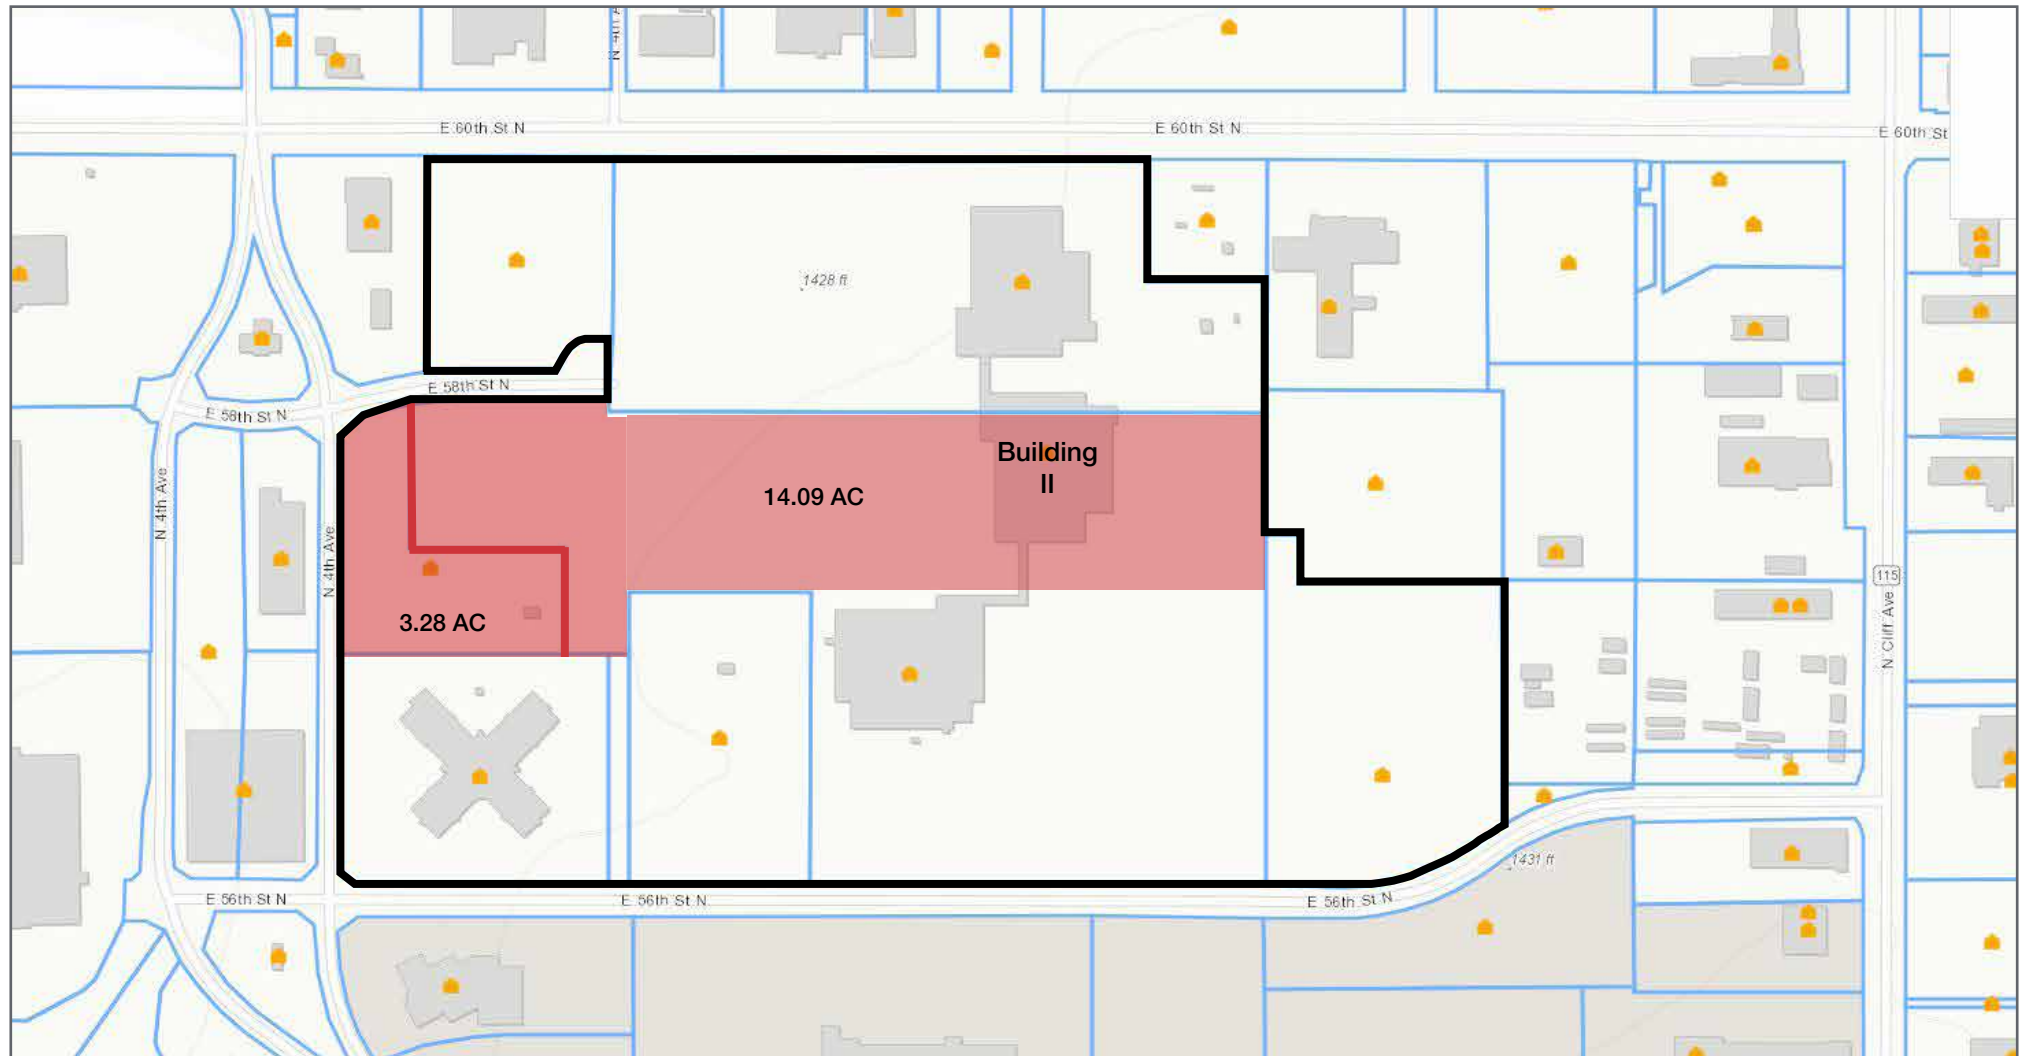 N 4th A
E 60th St N
E 60th St N
E 60th St
1428 ft
E 58th St N
E 58th St N
Building
II
14.09 AC
N 4th Ave
N 4th Ave
3.28 AC
115
N Cliff Ave
1431 ft
E 56th St N
E 56th St N
E 56th St N